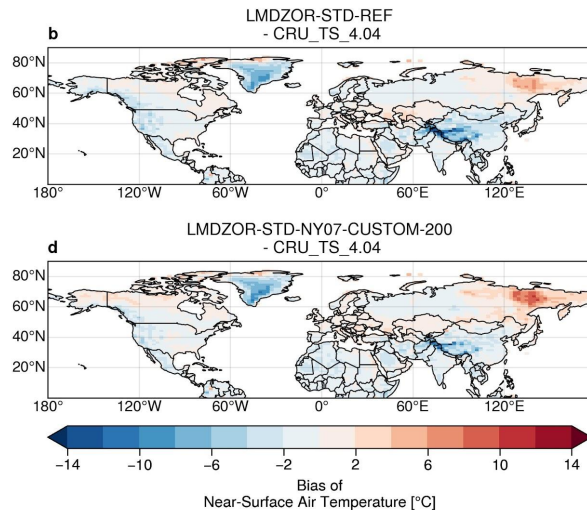 LMDZOR-STD-REF
b - CRU_TS_4.04
80°N
60°N
40°N
20°N
180° 120°W 60°W 0° 60°E 120°E
LMDZOR-STD-NY07-CUSTOM-200
d - CRU_TS_4.04
80°N
60°N
40°N
20°N
180° 120°W 60°W 0° 60°E 120°E
−14 −10 −6 −2 2 6 10 14
Bias of
Near-Surface Air Temperature [°C]